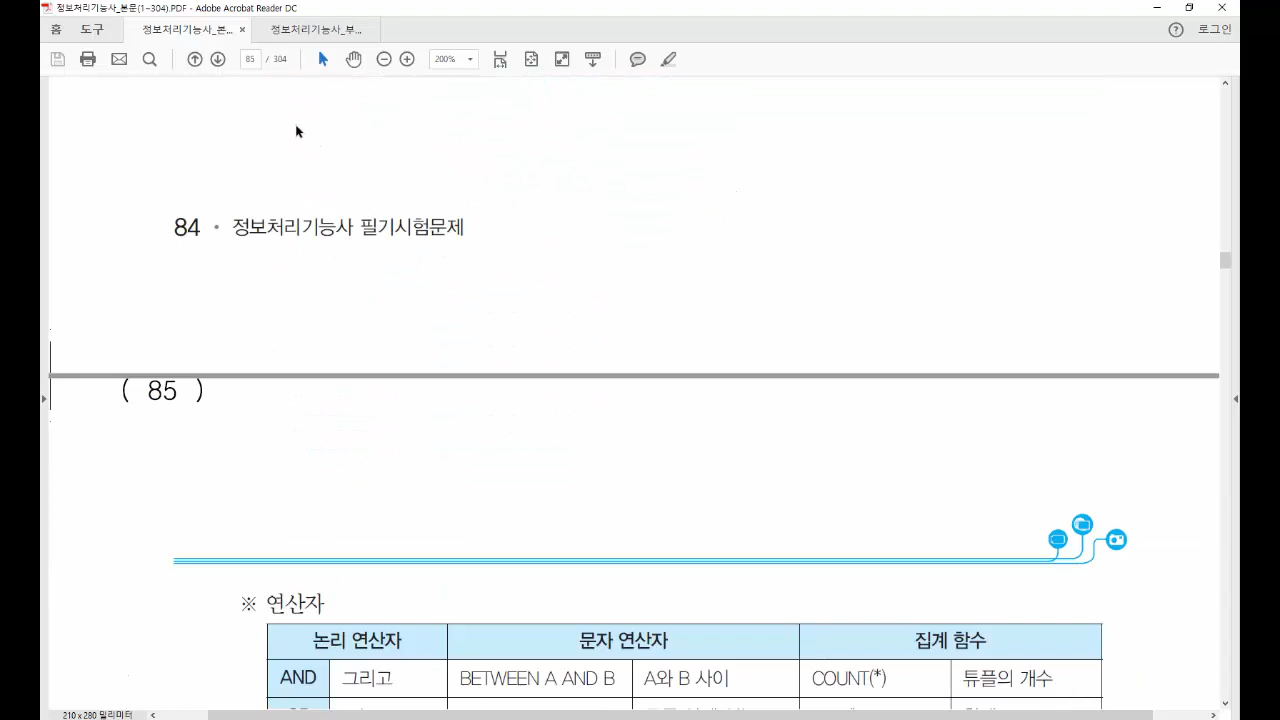 정보처리기능사_본문(1-304).PDF - Adobe Acrobat Reader DC
홈 도구 정보처리기능사_본... × 정보처리기능사_부... ? 로그인
85 / 304 200%
84 • 정보처리기능사 필기시험문제
( 85 )
※ 연산자
논리 연산자 문자 연산자 집계 함수
AND 그리고 BETWEEN A AND B A와 B 사이 COUNT(*) 튜플의 개수
210 x 280 밀리미터